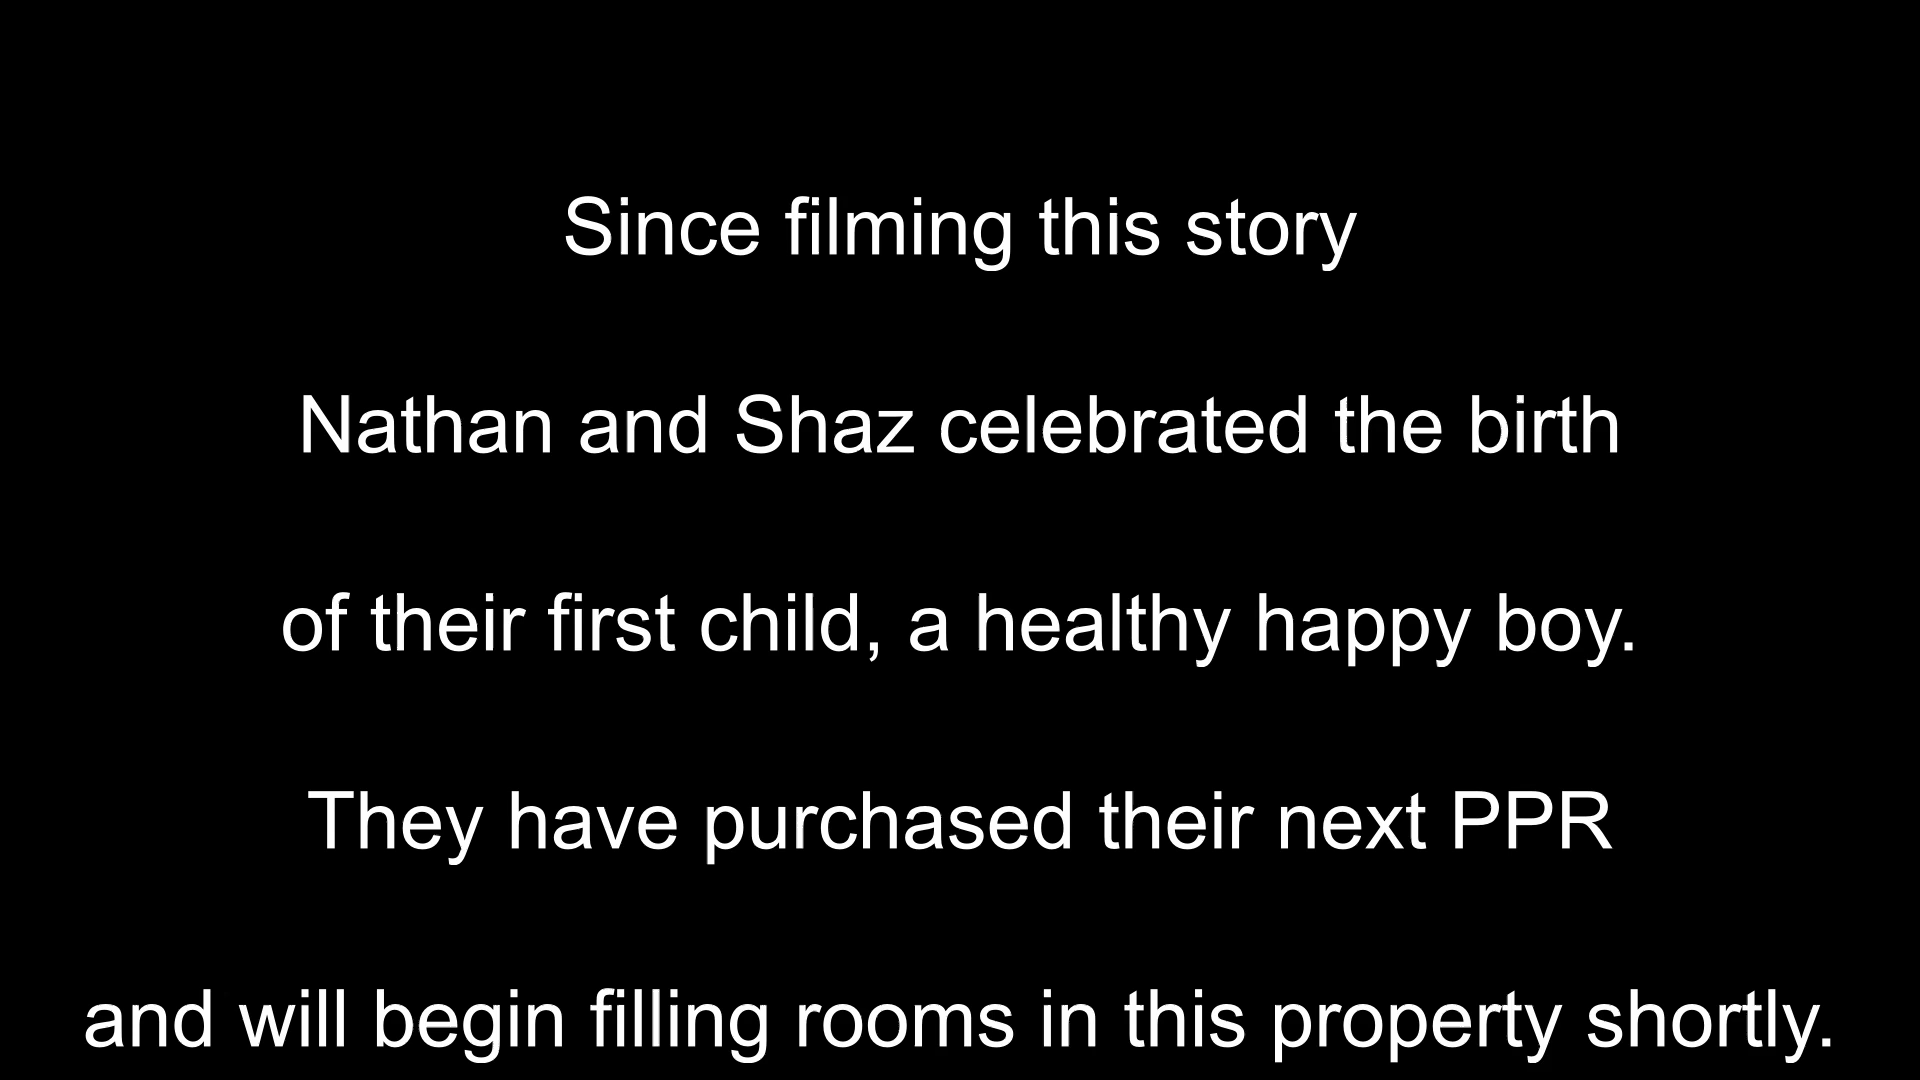 Since filming this story
Nathan and Shaz celebrated the birth
of their first child, a healthy happy boy.
They have purchased their next PPR
and will begin filling rooms in this property shortly.